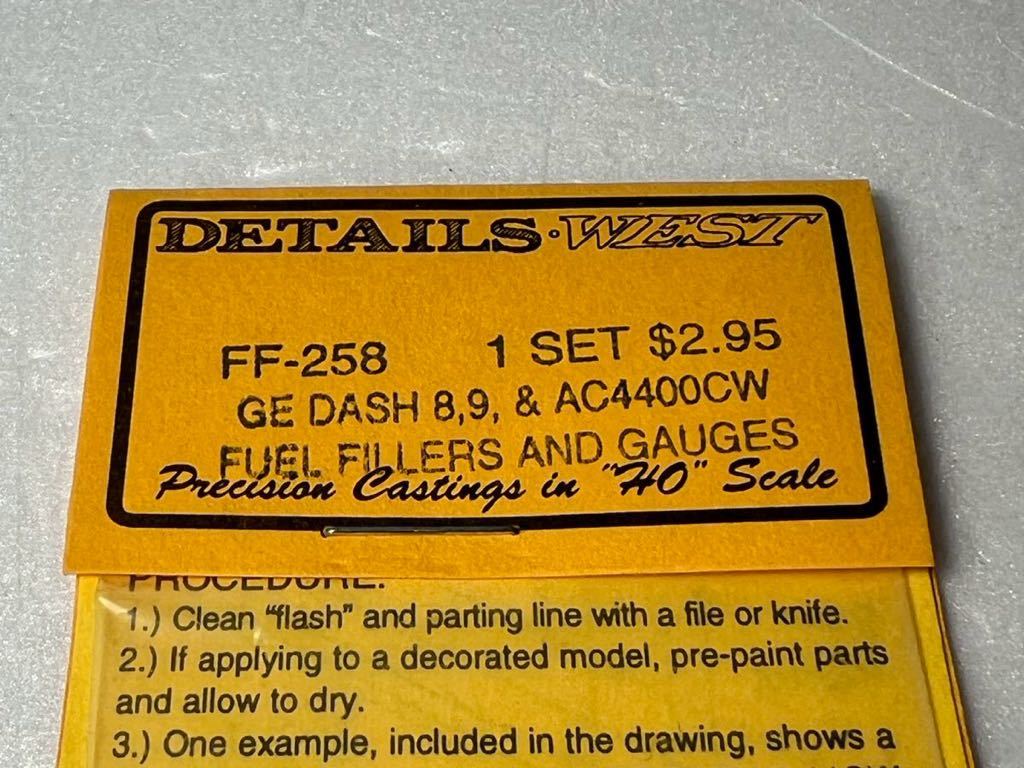 DETAILS·WEST
FF-258 1 SET $2.95
GE DASH 8,9, & AC4400CW
FUEL FILLERS AND GAUGES
Precision Castings in "HO" Scale
PROCEDURE:
1.) Clean "flash" and parting line with a file or knife.
2.) If applying to a decorated model, pre-paint parts
and allow to dry.
3.) One example, included in the drawing, shows a